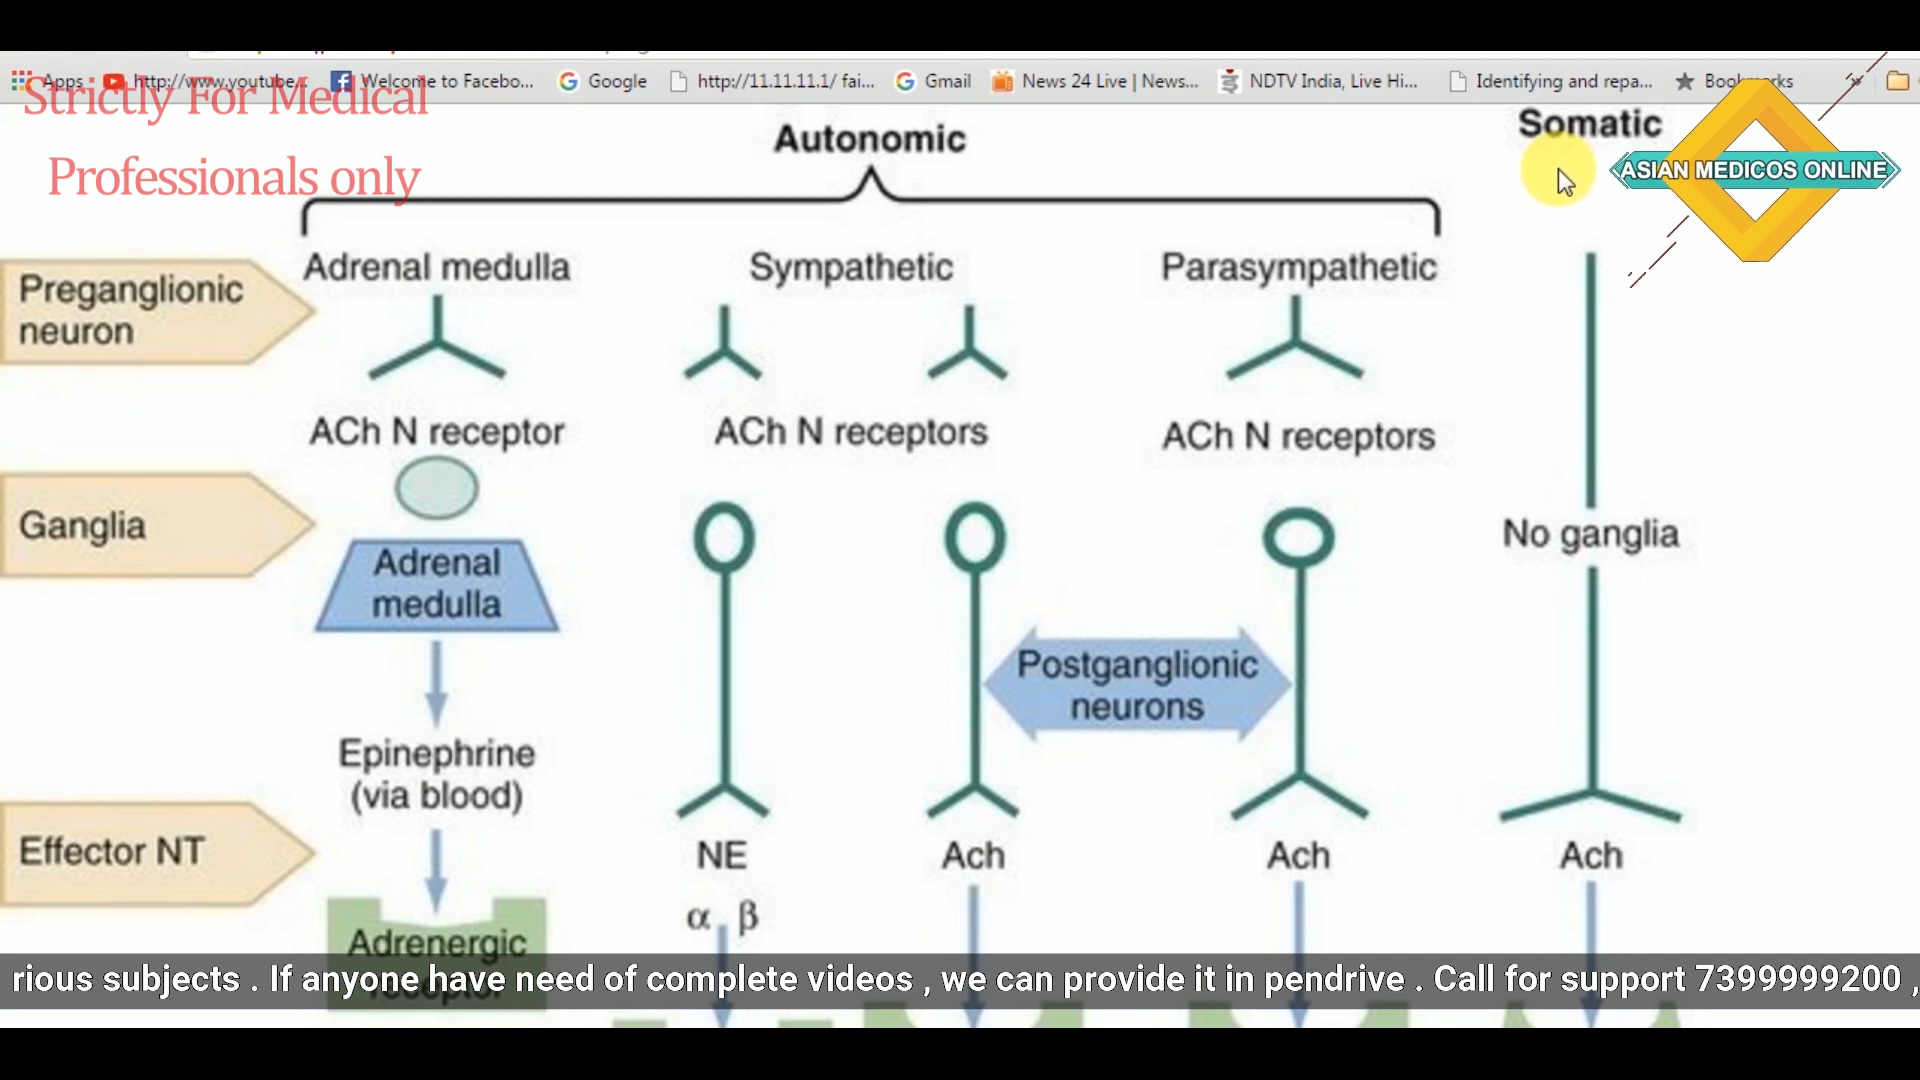 Apps http://www.youtube... Welcome to Facebo... Google http://11.11.11.1/ fai... Gmail News 24 Live | News... NDTV India, Live Hi... Identifying and repa... Bookmarks »
Strictly For Medical
Professionals only
Autonomic
Somatic
ASIAN MEDICOS ONLINE
Preganglionic
neuron
Adrenal medulla
Sympathetic
Parasympathetic
ACh N receptor
ACh N receptors
ACh N receptors
Ganglia
Adrenal
medulla
No ganglia
Postganglionic
neurons
Epinephrine
(via blood)
Effector NT
NE
Ach
Ach
Ach
α β
Adrenergic
receptor
rious subjects . If anyone have need of complete videos , we can provide it in pendrive . Call for support 7399999200 ,